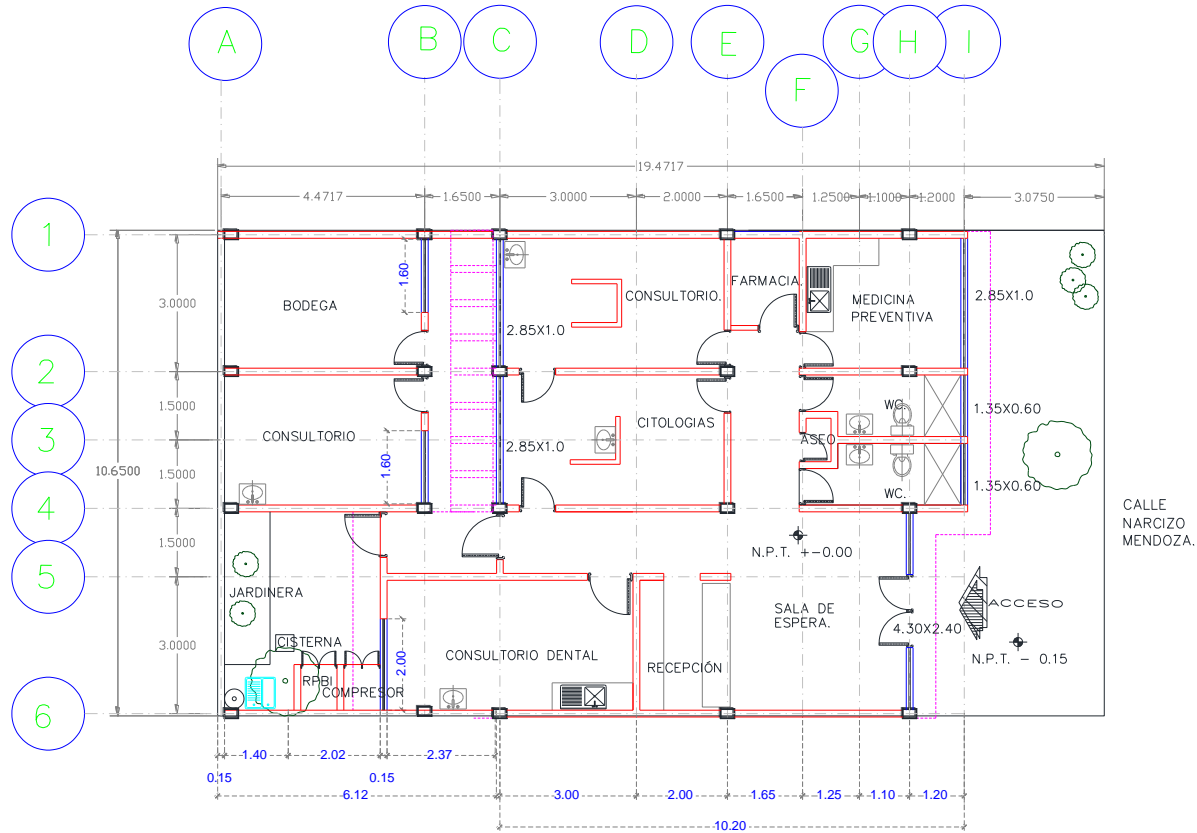 A
B
C
D
E
F
G
H
I
19.4717
4.4717
1.6500
3.0000
2.0000
1.6500
1.2500
1.1000
1.2000
3.0750
1
2
3
4
5
6
10.6500
3.0000
1.5000
1.5000
1.5000
3.0000
BODEGA
1.60
CONSULTORIO.
2.85X1.0
FARMACIA.
MEDICINA
PREVENTIVA
2.85X1.0
CONSULTORIO
1.60
2.85X1.0
CITOLOGIAS
WC.
ASEO
WC.
1.35X0.60
1.35X0.60
CALLE
NARCIZO
MENDOZA.
N.P.T. +-0.00
JARDINERA
CISTERNA
RPBI
COMPRESOR
2.00
CONSULTORIO DENTAL
RECEPCIÓN
SALA DE
ESPERA.
4.30X2.40
ACCESO
N.P.T. - 0.15
1.40
2.02
2.37
0.15
0.15
6.12
3.00
2.00
1.65
1.25
1.10
1.20
10.20